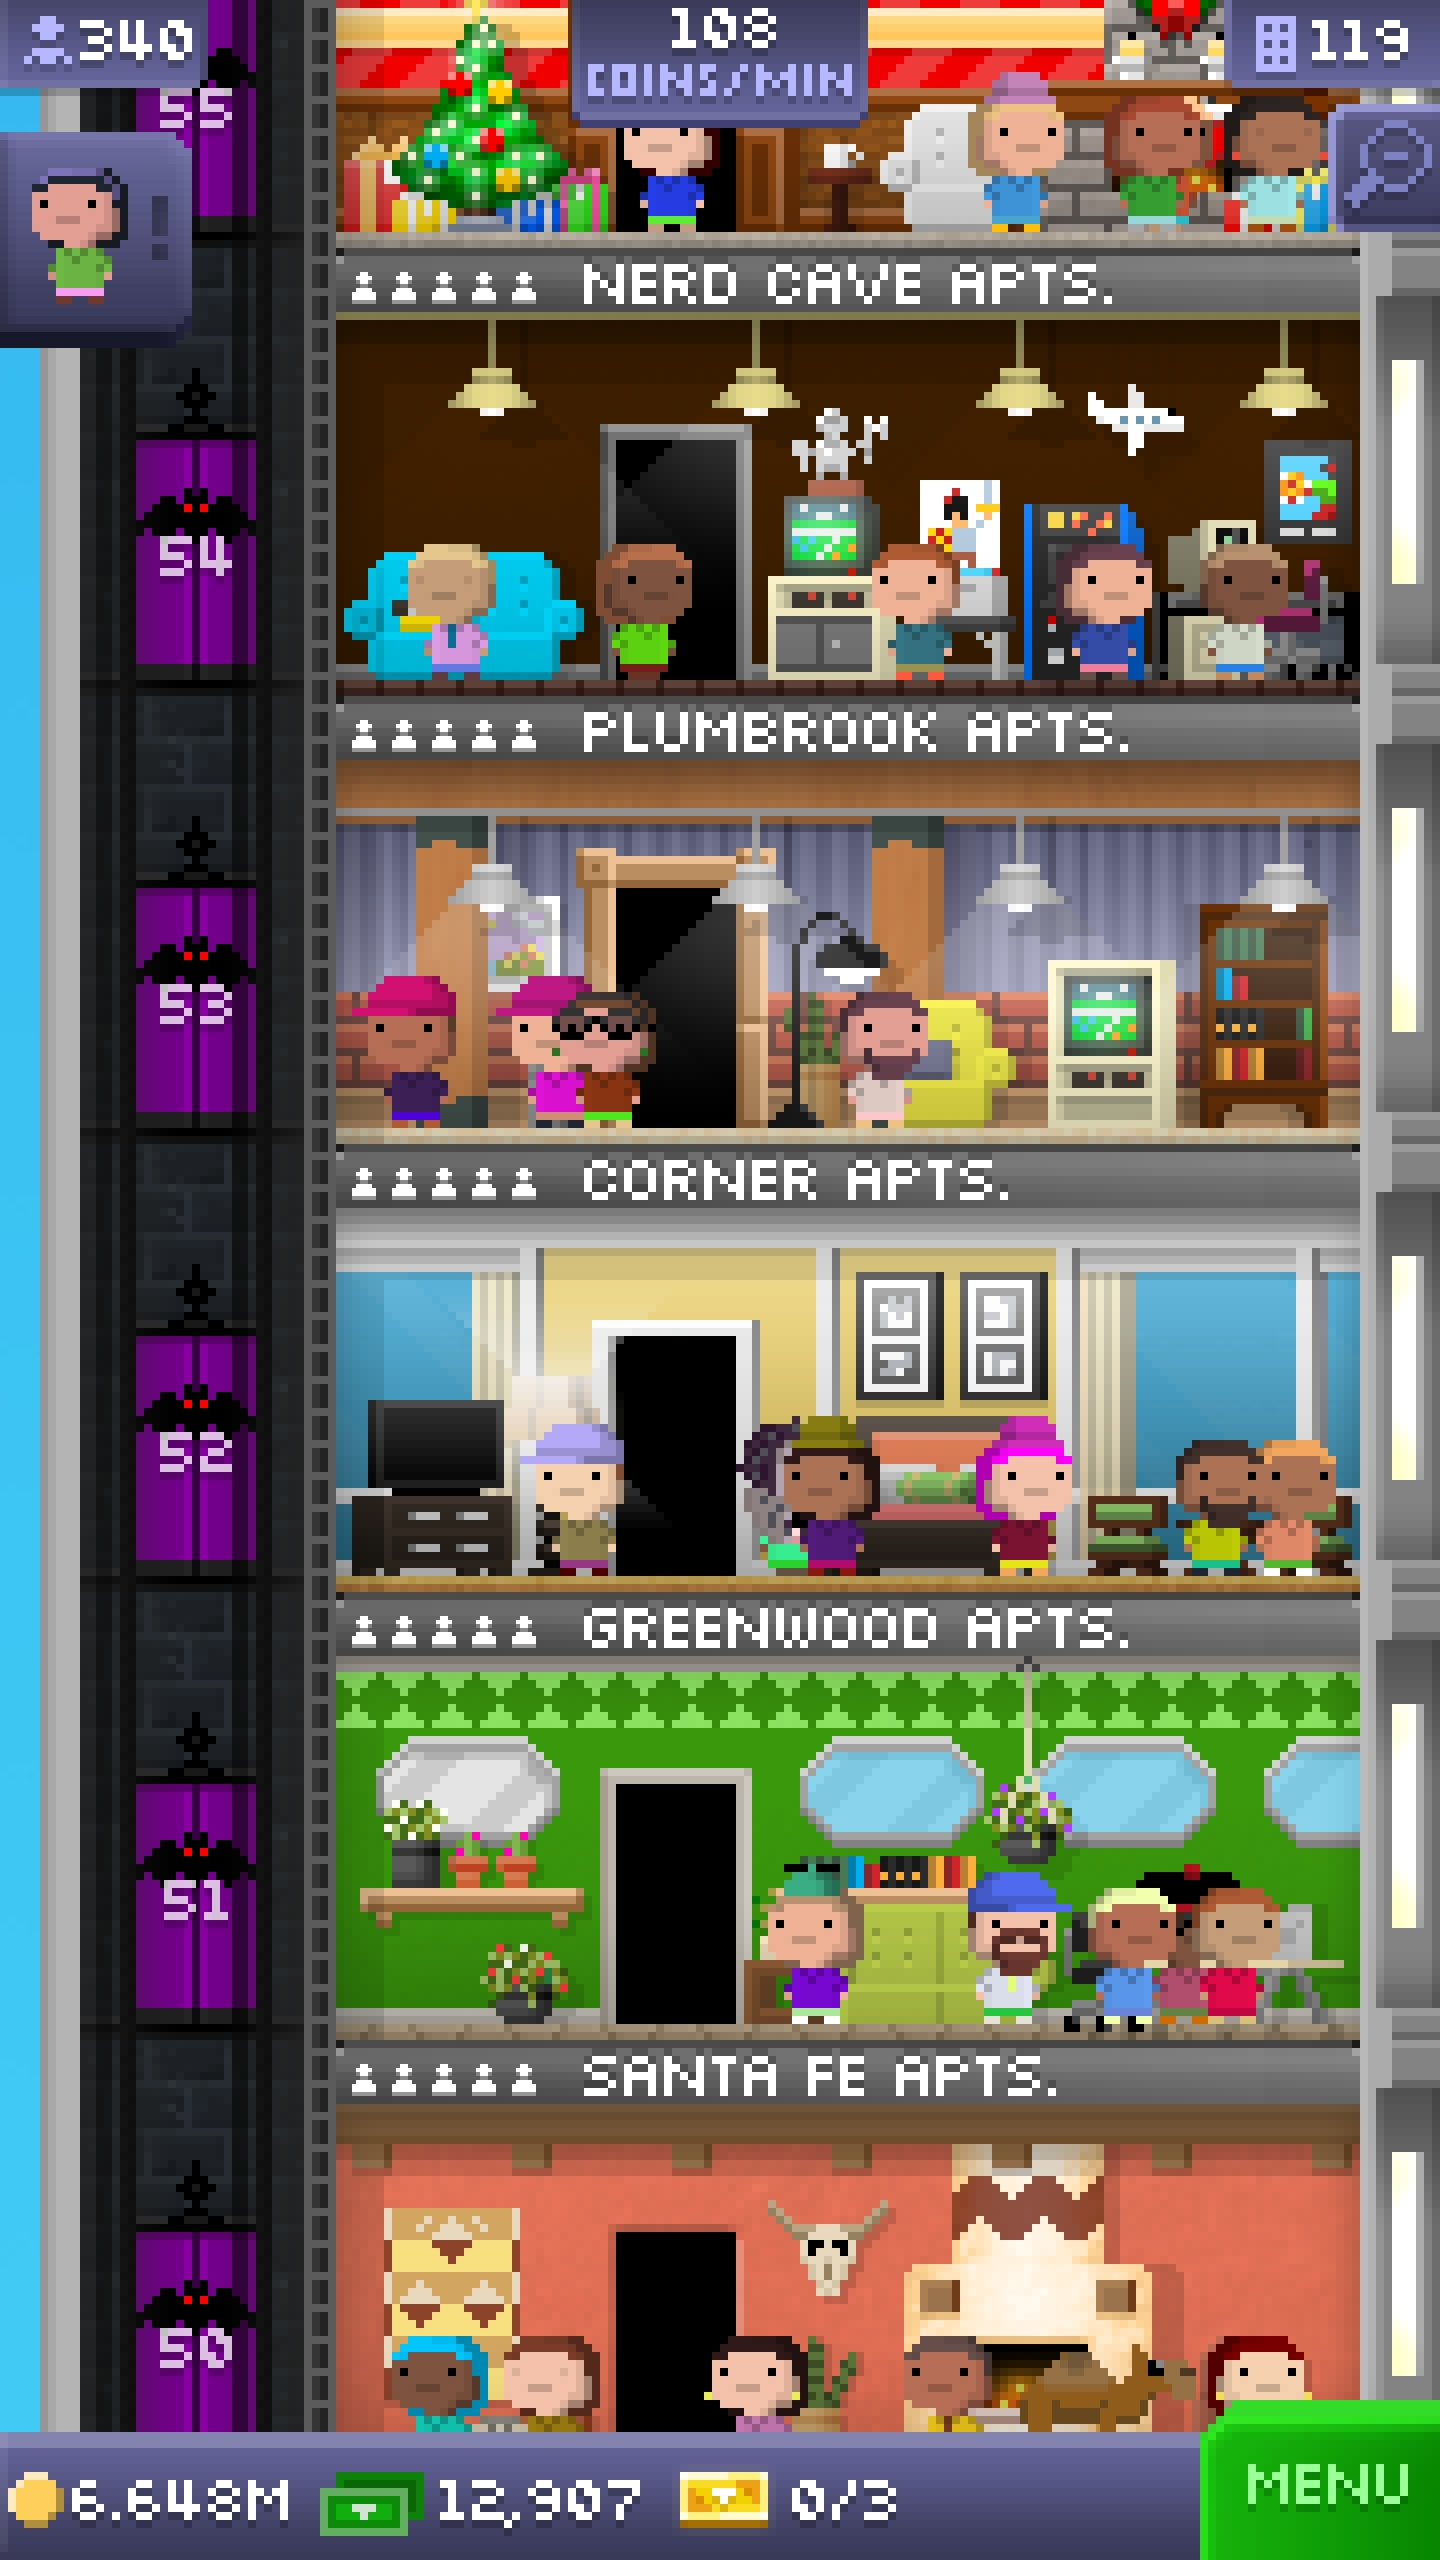 340
108
COINS/MIN
119
55
NERD CAVE APTS.
54
PLUMBROOK APTS.
53
CORNER APTS.
52
GREENWOOD APTS.
51
SANTA FE APTS.
50
6.648M 12,907 0/3
MENU